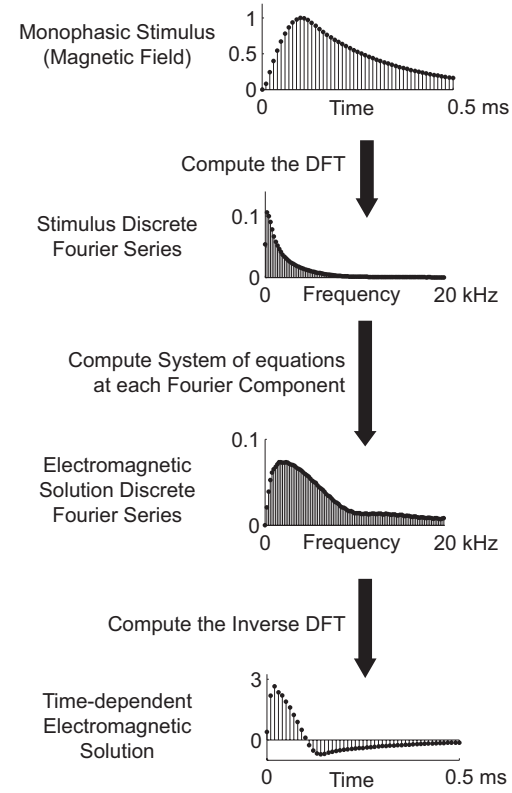 Monophasic Stimulus
(Magnetic Field)
1
0.5
0
0
Time
0.5 ms
Compute the DFT
Stimulus Discrete
Fourier Series
0.1
0
0
Frequency
20 kHz
Compute System of equations
at each Fourier Component
Electromagnetic
Solution Discrete
Fourier Series
0.1
0
0
Frequency
20 kHz
Compute the Inverse DFT
Time-dependent
Electromagnetic
Solution
3
0
0
Time
0.5 ms